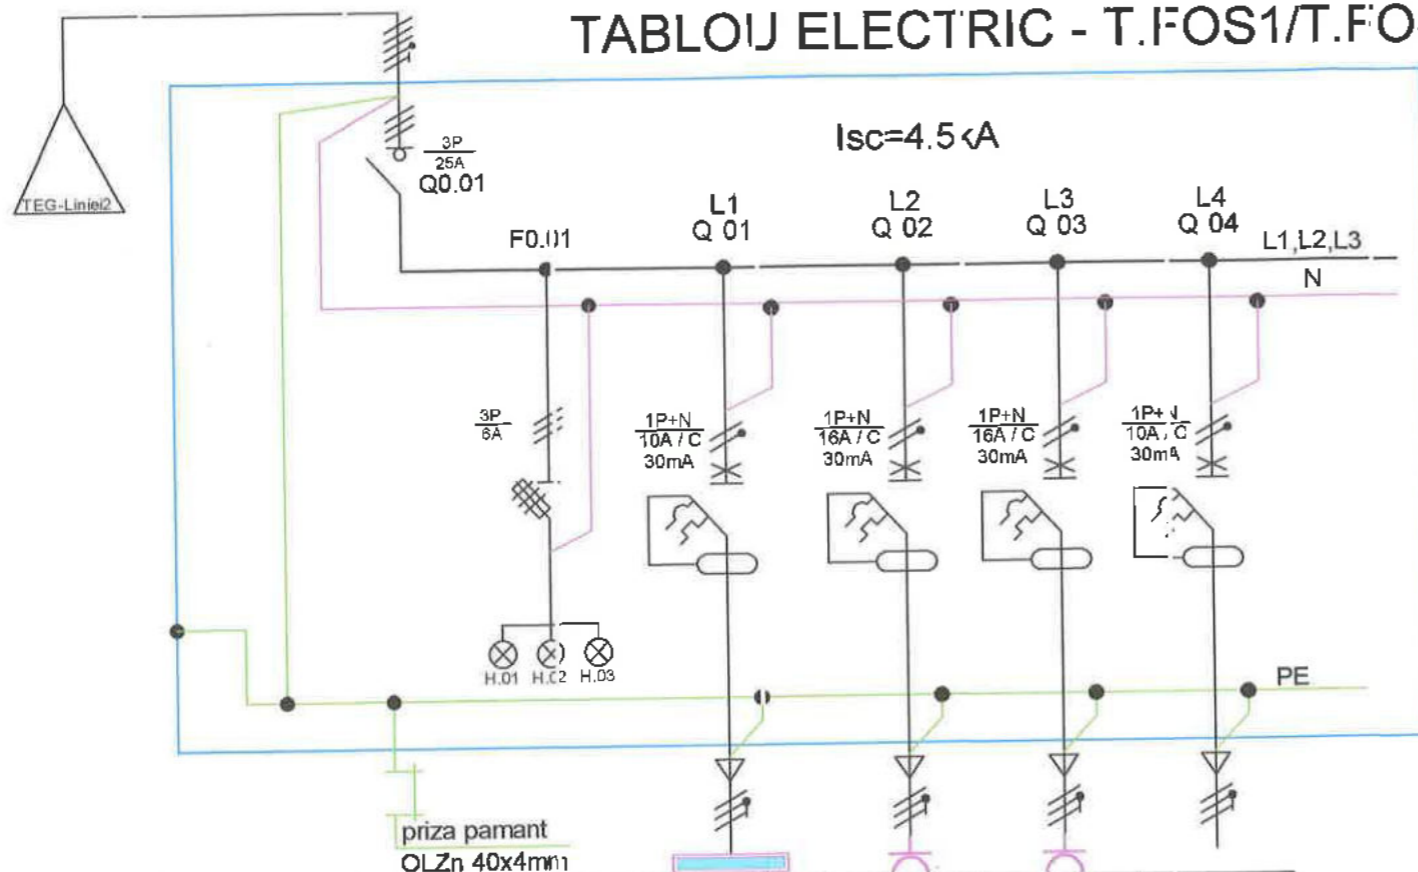 TABLOU ELECTRIC - T.FOS1/T.FO
Isc=4.5kA
3P
25A
Q0.01
TEG-Liniei2
F0.01
L1
Q 01
L2
Q 02
L3
Q 03
L4
Q 04
L1,L2,L3
N
3P
6A
1P+N
10A / C
30mA
1P+N
16A / C
30mA
1P+N
16A / C
30mA
1P+N
10A / C
30mA
H.01 H.02 H.03
PE
priza pamant
OLZn 40x4mm